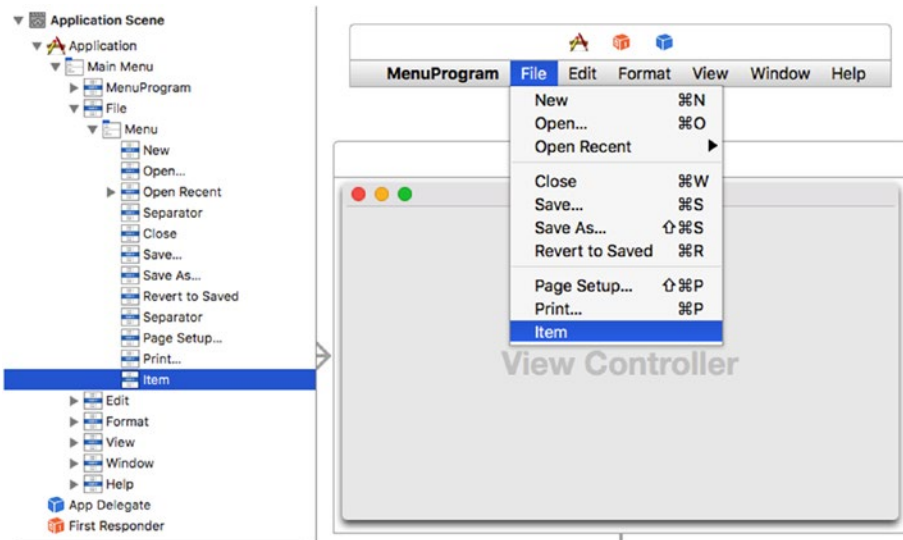 Application Scene
Application
Main Menu
MenuProgram
File
Menu
New
Open...
Open Recent
Separator
Close
Save...
Save As...
Revert to Saved
Separator
Page Setup...
Print...
Item
Edit
Format
View
Window
Help
App Delegate
First Responder
MenuProgram File Edit Format View Window Help
New ⌘N
Open... ⌘O
Open Recent ▶
Close ⌘W
Save... ⌘S
Save As... ⇧⌘S
Revert to Saved ⌘R
Page Setup... ⇧⌘P
Print... ⌘P
Item
View Controller